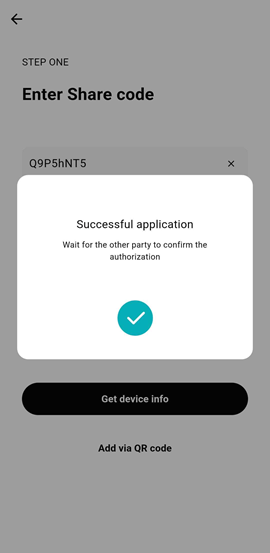 STEP ONE
Enter Share code
Q9P5hNT5
Successful application
Wait for the other party to confirm the
authorization
Get device info
Add via QR code